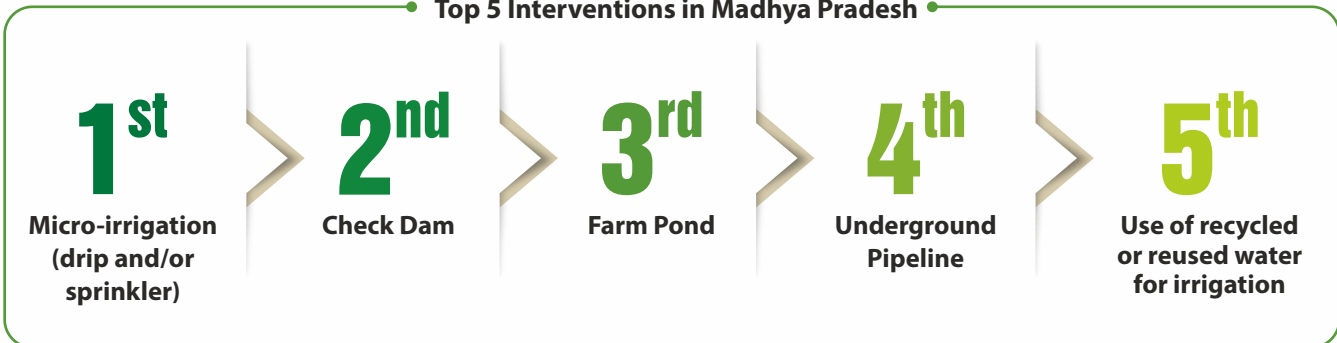 Top 5 Interventions in Madhya Pradesh
1st
Micro-irrigation
(drip and/or
sprinkler)
2nd
Check Dam
3rd
Farm Pond
4th
Underground
Pipeline
5th
Use of recycled
or reused water
for irrigation